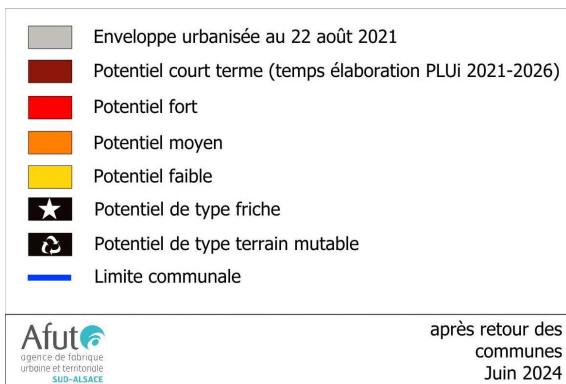 Enveloppe urbanisée au 22 août 2021
Potentiel court terme (temps élaboration PLUi 2021-2026)
Potentiel fort
Potentiel moyen
Potentiel faible
Potentiel de type friche
Potentiel de type terrain mutable
Limite communale
Afut
agence de fabrique
urbaine et territoriale
SUD-ALSACE
après retour des
communes
Juin 2024